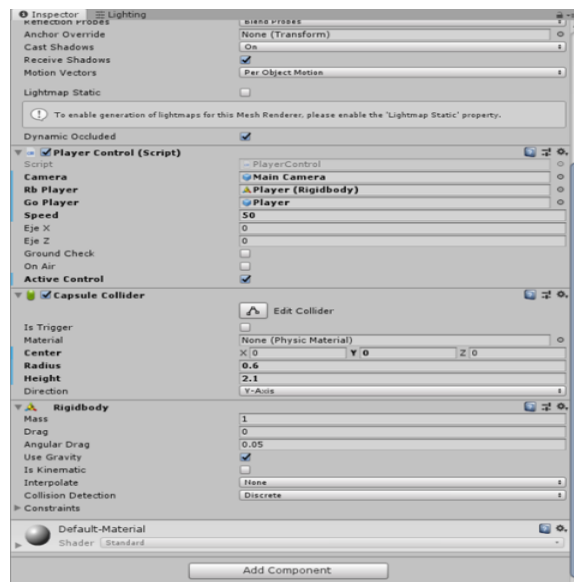 Inspector Lighting
Reflection Probes Blend Probes
Anchor Override None (Transform)
Cast Shadows On
Receive Shadows
Motion Vectors Per Object Motion
Lightmap Static
To enable generation of lightmaps for this Mesh Renderer, please enable the 'Lightmap Static' property.
Dynamic Occluded
Player Control (Script)
Script PlayerControl
Camera Main Camera
Rb Player Player (Rigidbody)
Go Player Player
Speed 50
Eje X 0
Eje Z 0
Ground Check
On Air
Active Control
Capsule Collider
Edit Collider
Is Trigger
Material None (Physic Material)
Center X 0 Y 0 Z 0
Radius 0.6
Height 2.1
Direction Y-Axis
Rigidbody
Mass 1
Drag 0
Angular Drag 0.05
Use Gravity
Is Kinematic
Interpolate None
Collision Detection Discrete
Constraints
Default-Material
Shader Standard
Add Component